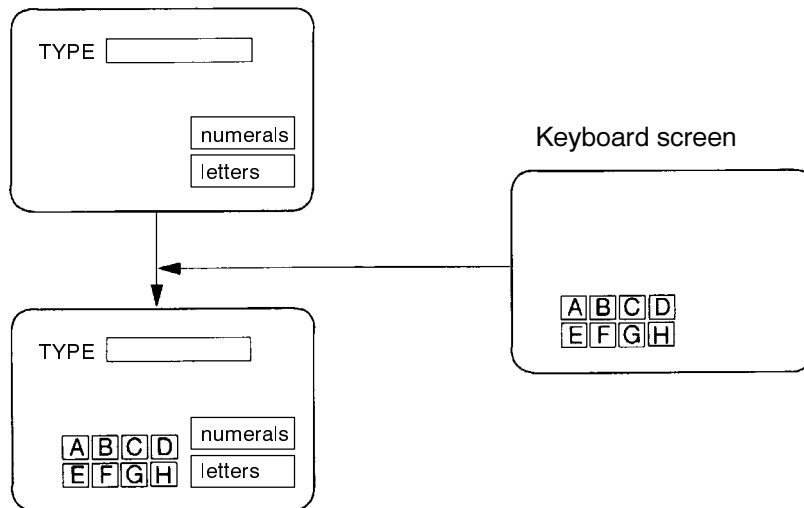 TYPE
numerals
letters
Keyboard screen
A B C D
E F G H
TYPE
A B C D
E F G H
numerals
letters